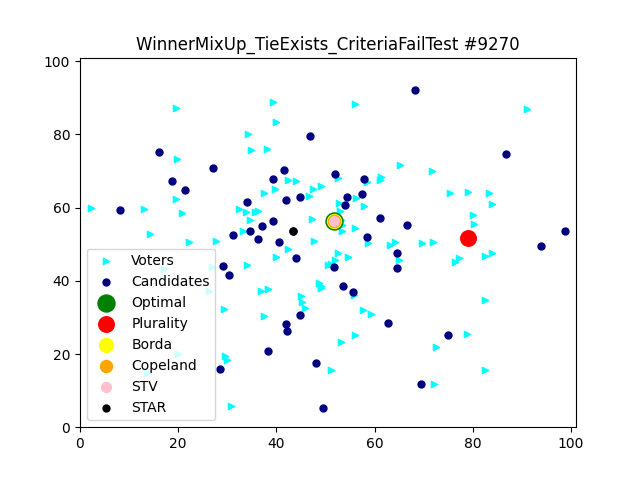 WinnerMixUp_TieExists_CriteriaFailTest #9270
100
80
60
40
20
0
Voters
Candidates
Optimal
Plurality
Borda
Copeland
STV
STAR
0 20 40 60 80 100